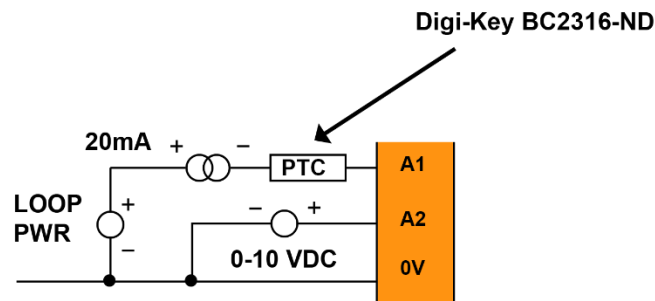 Digi-Key BC2316-ND
20mA
+
−
PTC
A1
LOOP
PWR
+
−
−
+
A2
0-10 VDC
0V